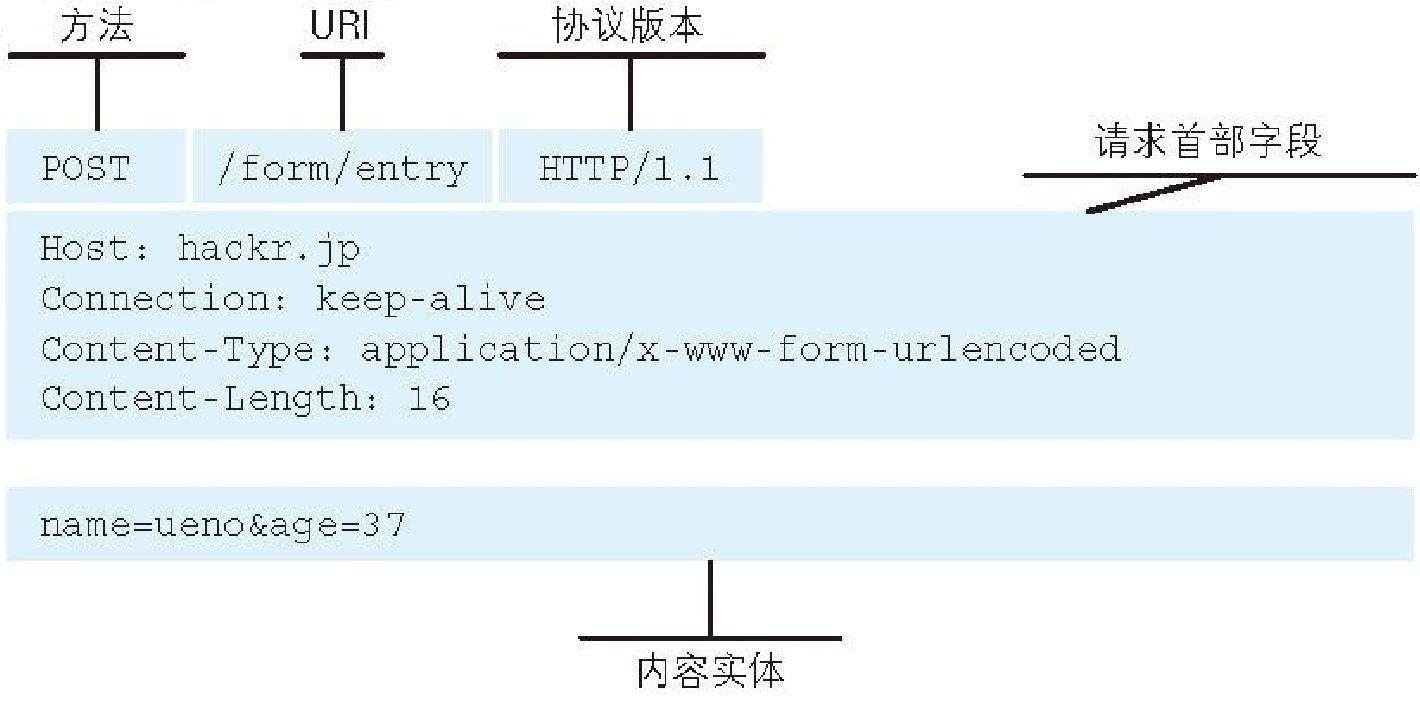 方法 URI 协议版本
请求首部字段
POST /form/entry HTTP/1.1
Host: hackr.jp
Connection: keep-alive
Content-Type: application/x-www-form-urlencoded
Content-Length: 16
name=ueno&age=37
内容实体